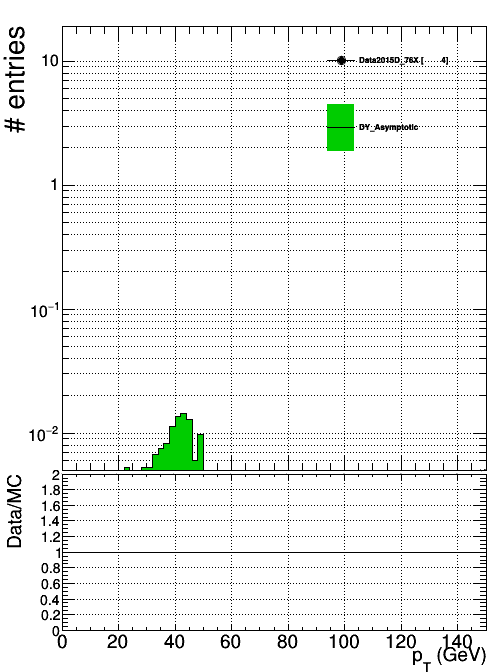 # entries
10
Data2015D_76X [ 4]
DY_Asymptotic
1
10⁻¹
10⁻²
Data/MC
2
1.8
1.6
1.4
1.2
1
0.8
0.6
0.4
0.2
0
0 20 40 60 80 100 120 140
p_T (GeV)